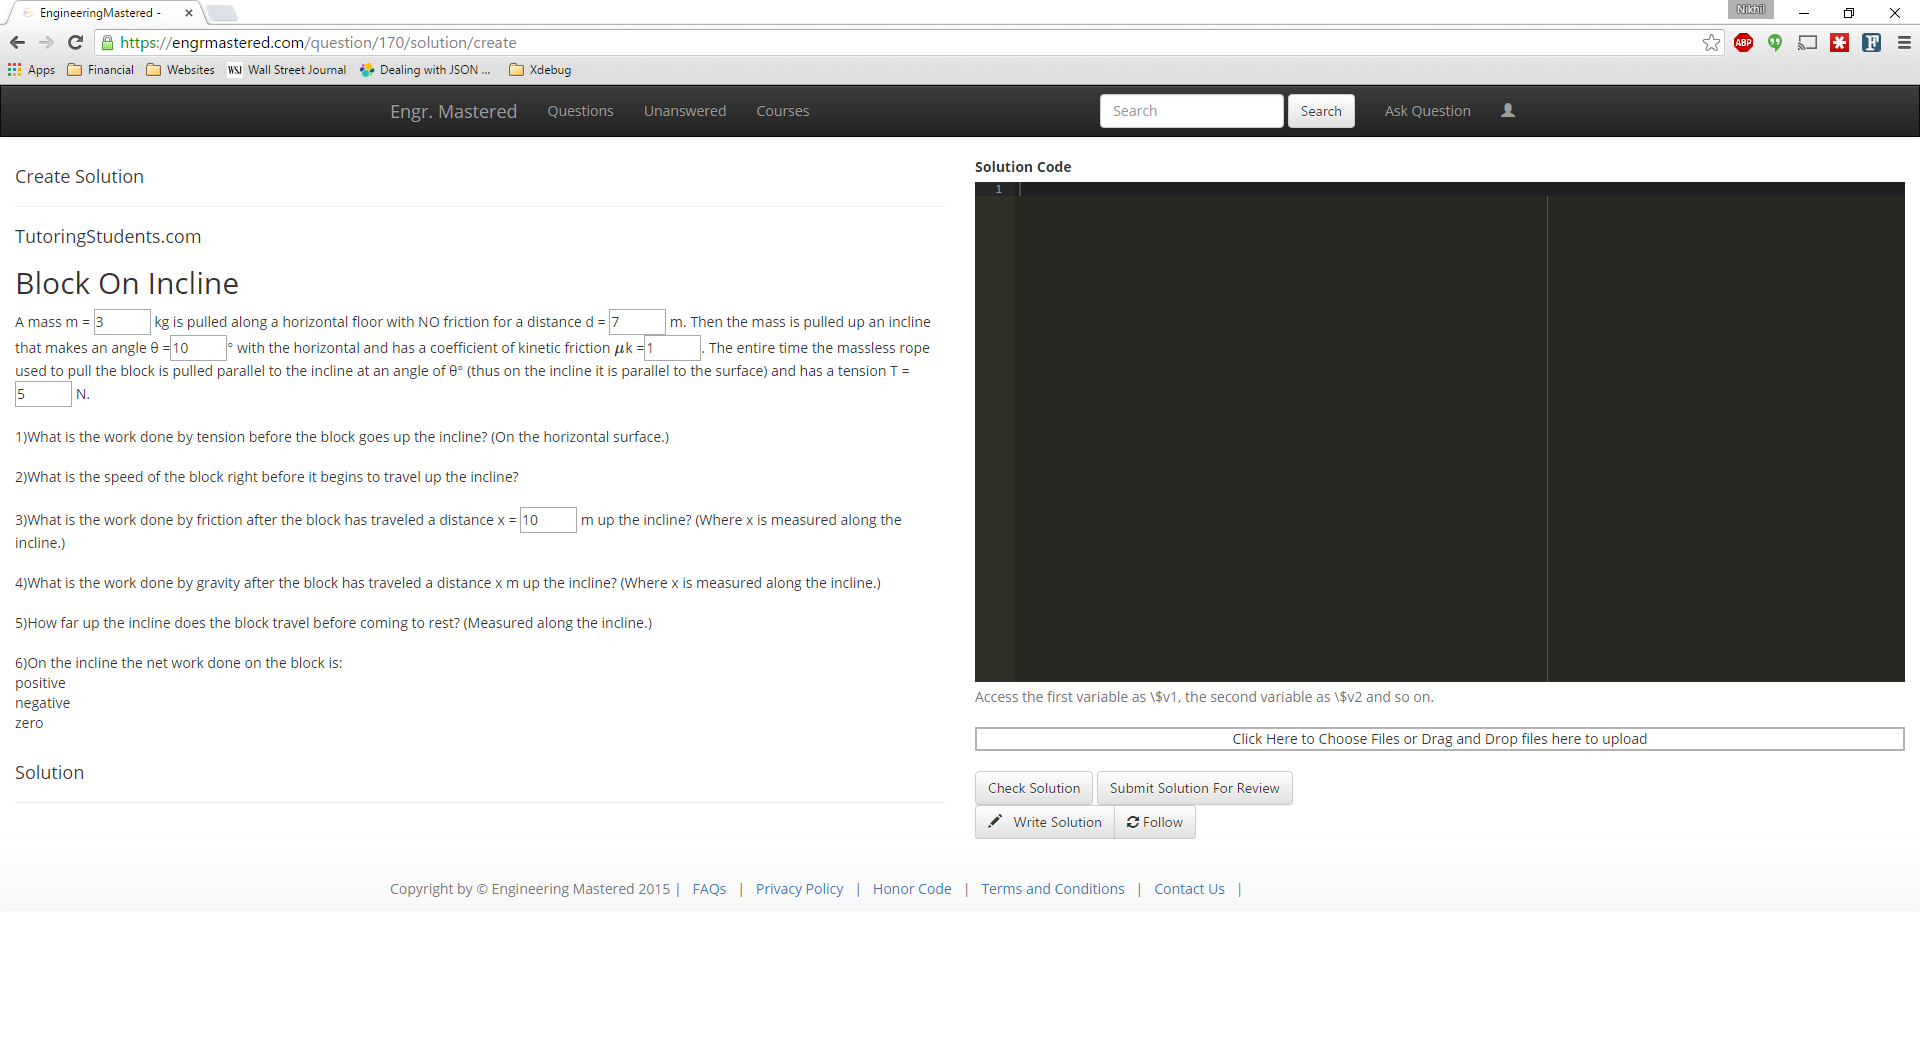 EngineeringMastered -
Nikhil
https://engrmastered.com/question/170/solution/create
ABP
Apps Financial Websites WSJ Wall Street Journal Dealing with JSON ... Xdebug
Engr. Mastered Questions Unanswered Courses Search Search Ask Question
Create Solution
TutoringStudents.com
Block On Incline
A mass m = 3 kg is pulled along a horizontal floor with NO friction for a distance d = 7 m. Then the mass is pulled up an incline
that makes an angle θ =10 ° with the horizontal and has a coefficient of kinetic friction μk =1 . The entire time the massless rope
used to pull the block is pulled parallel to the incline at an angle of θ° (thus on the incline it is parallel to the surface) and has a tension T =
5 N.
1)What is the work done by tension before the block goes up the incline? (On the horizontal surface.)
2)What is the speed of the block right before it begins to travel up the incline?
3)What is the work done by friction after the block has traveled a distance x = 10 m up the incline? (Where x is measured along the
incline.)
4)What is the work done by gravity after the block has traveled a distance x m up the incline? (Where x is measured along the incline.)
5)How far up the incline does the block travel before coming to rest? (Measured along the incline.)
6)On the incline the net work done on the block is:
positive
negative
zero
Solution
Solution Code
1
Access the first variable as \$v1, the second variable as \$v2 and so on.
Click Here to Choose Files or Drag and Drop files here to upload
Check Solution Submit Solution For Review
Write Solution Follow
Copyright by © Engineering Mastered 2015 | FAQs | Privacy Policy | Honor Code | Terms and Conditions | Contact Us |